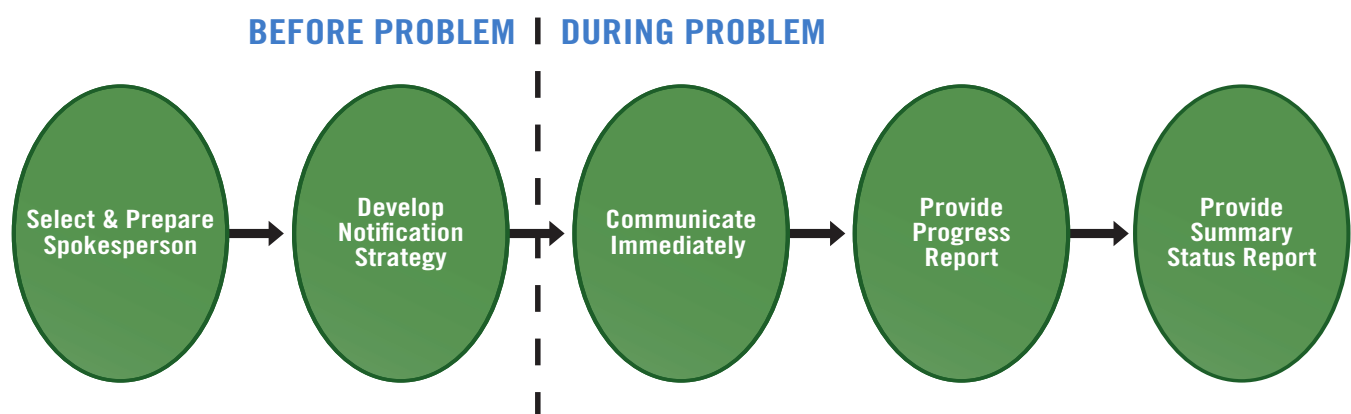 BEFORE PROBLEM
DURING PROBLEM
Select & Prepare
Spokesperson
Develop
Notification
Strategy
Communicate
Immediately
Provide
Progress
Report
Provide
Summary
Status Report